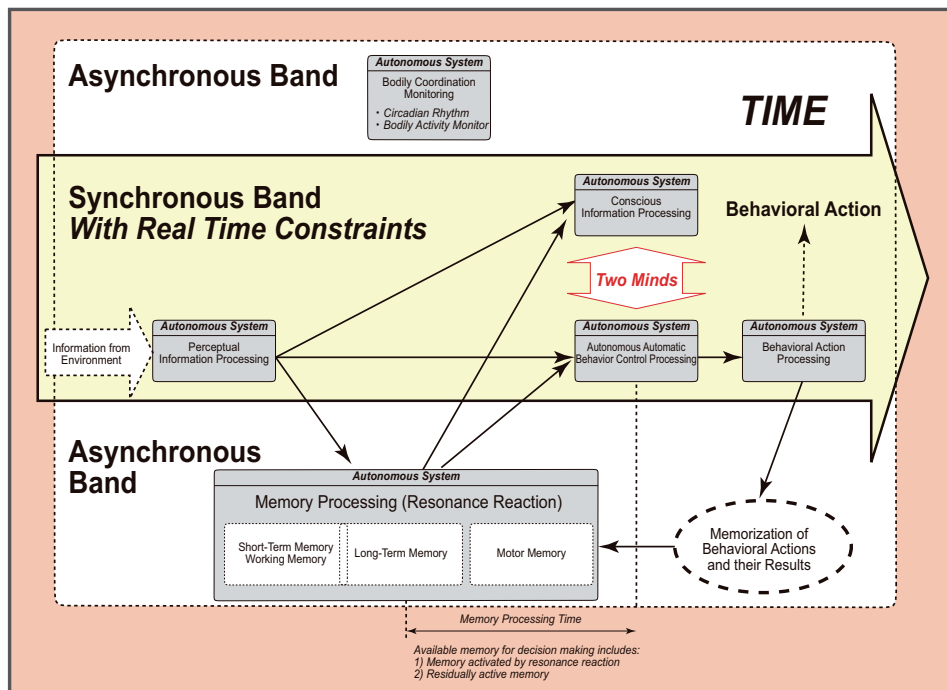 Asynchronous Band
Autonomous System
Bodily Coordination
Monitoring
・Circadian Rhythm
・Bodily Activity Monitor
TIME
Synchronous Band
With Real Time Constraints
Autonomous System
Conscious
Information Processing
Behavioral Action
Two Minds
Information from
Environment
Autonomous System
Perceptual
Information Processing
Autonomous System
Autonomous Automatic
Behavior Control Processing
Autonomous System
Behavioral Action
Processing
Asynchronous
Band
Autonomous System
Memory Processing (Resonance Reaction)
Short-Term Memory
Working Memory
Long-Term Memory
Motor Memory
Memorization of
Behavioral Actions
and their Results
Memory Processing Time
Available memory for decision making includes:
1) Memory activated by resonance reaction
2) Residually active memory